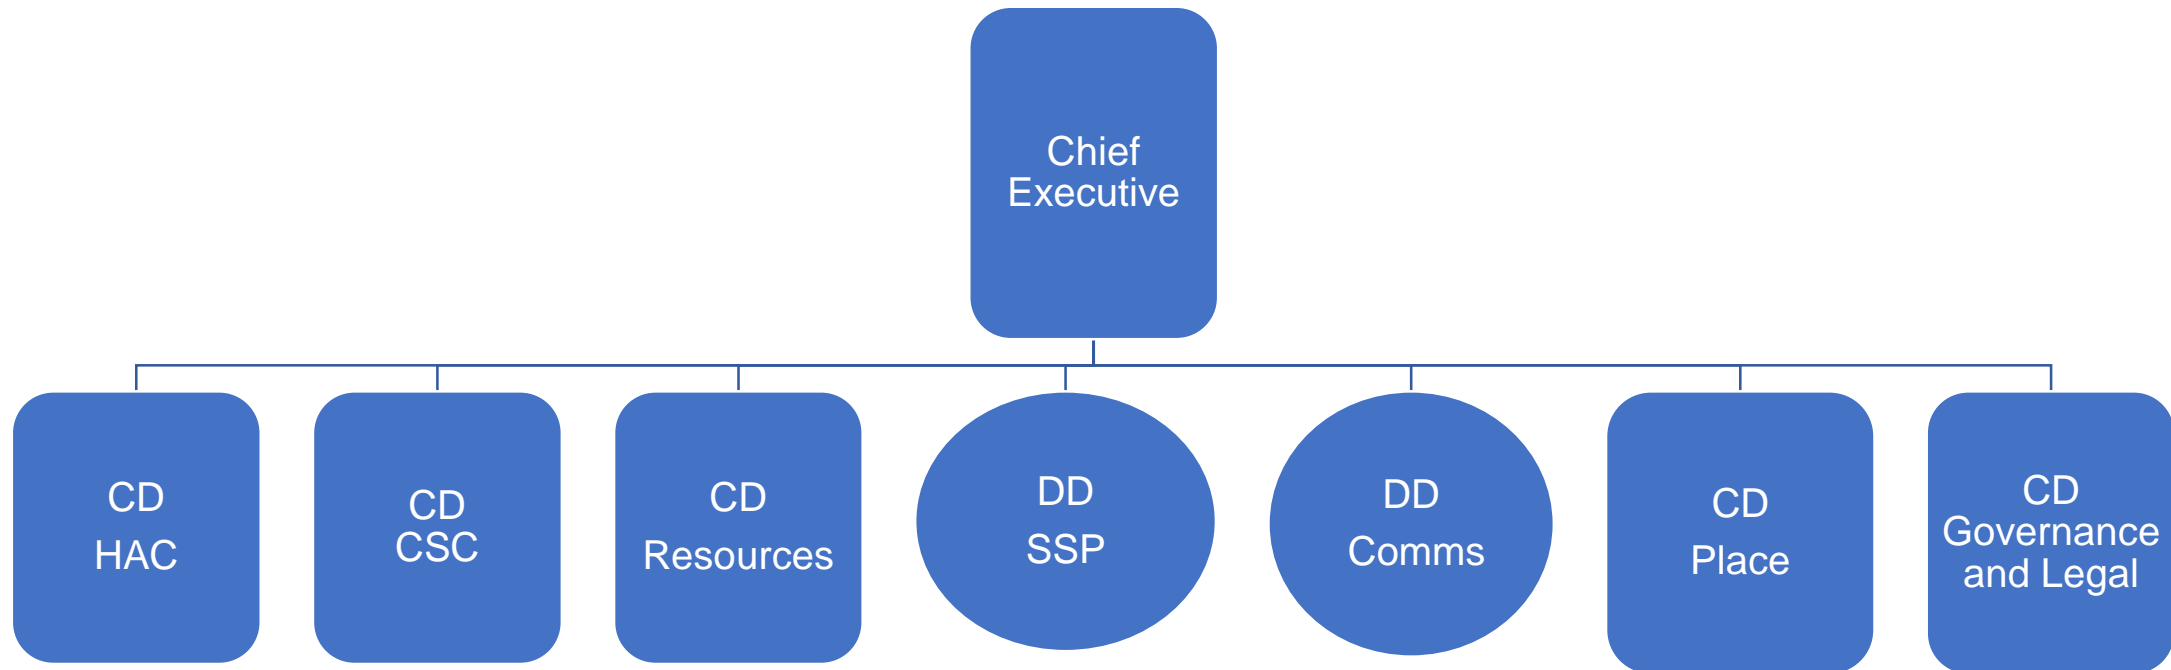 Chief
Executive
CD
HAC
CD
CSC
CD
Resources
DD
SSP
DD
Comms
CD
Place
CD
Governance
and Legal